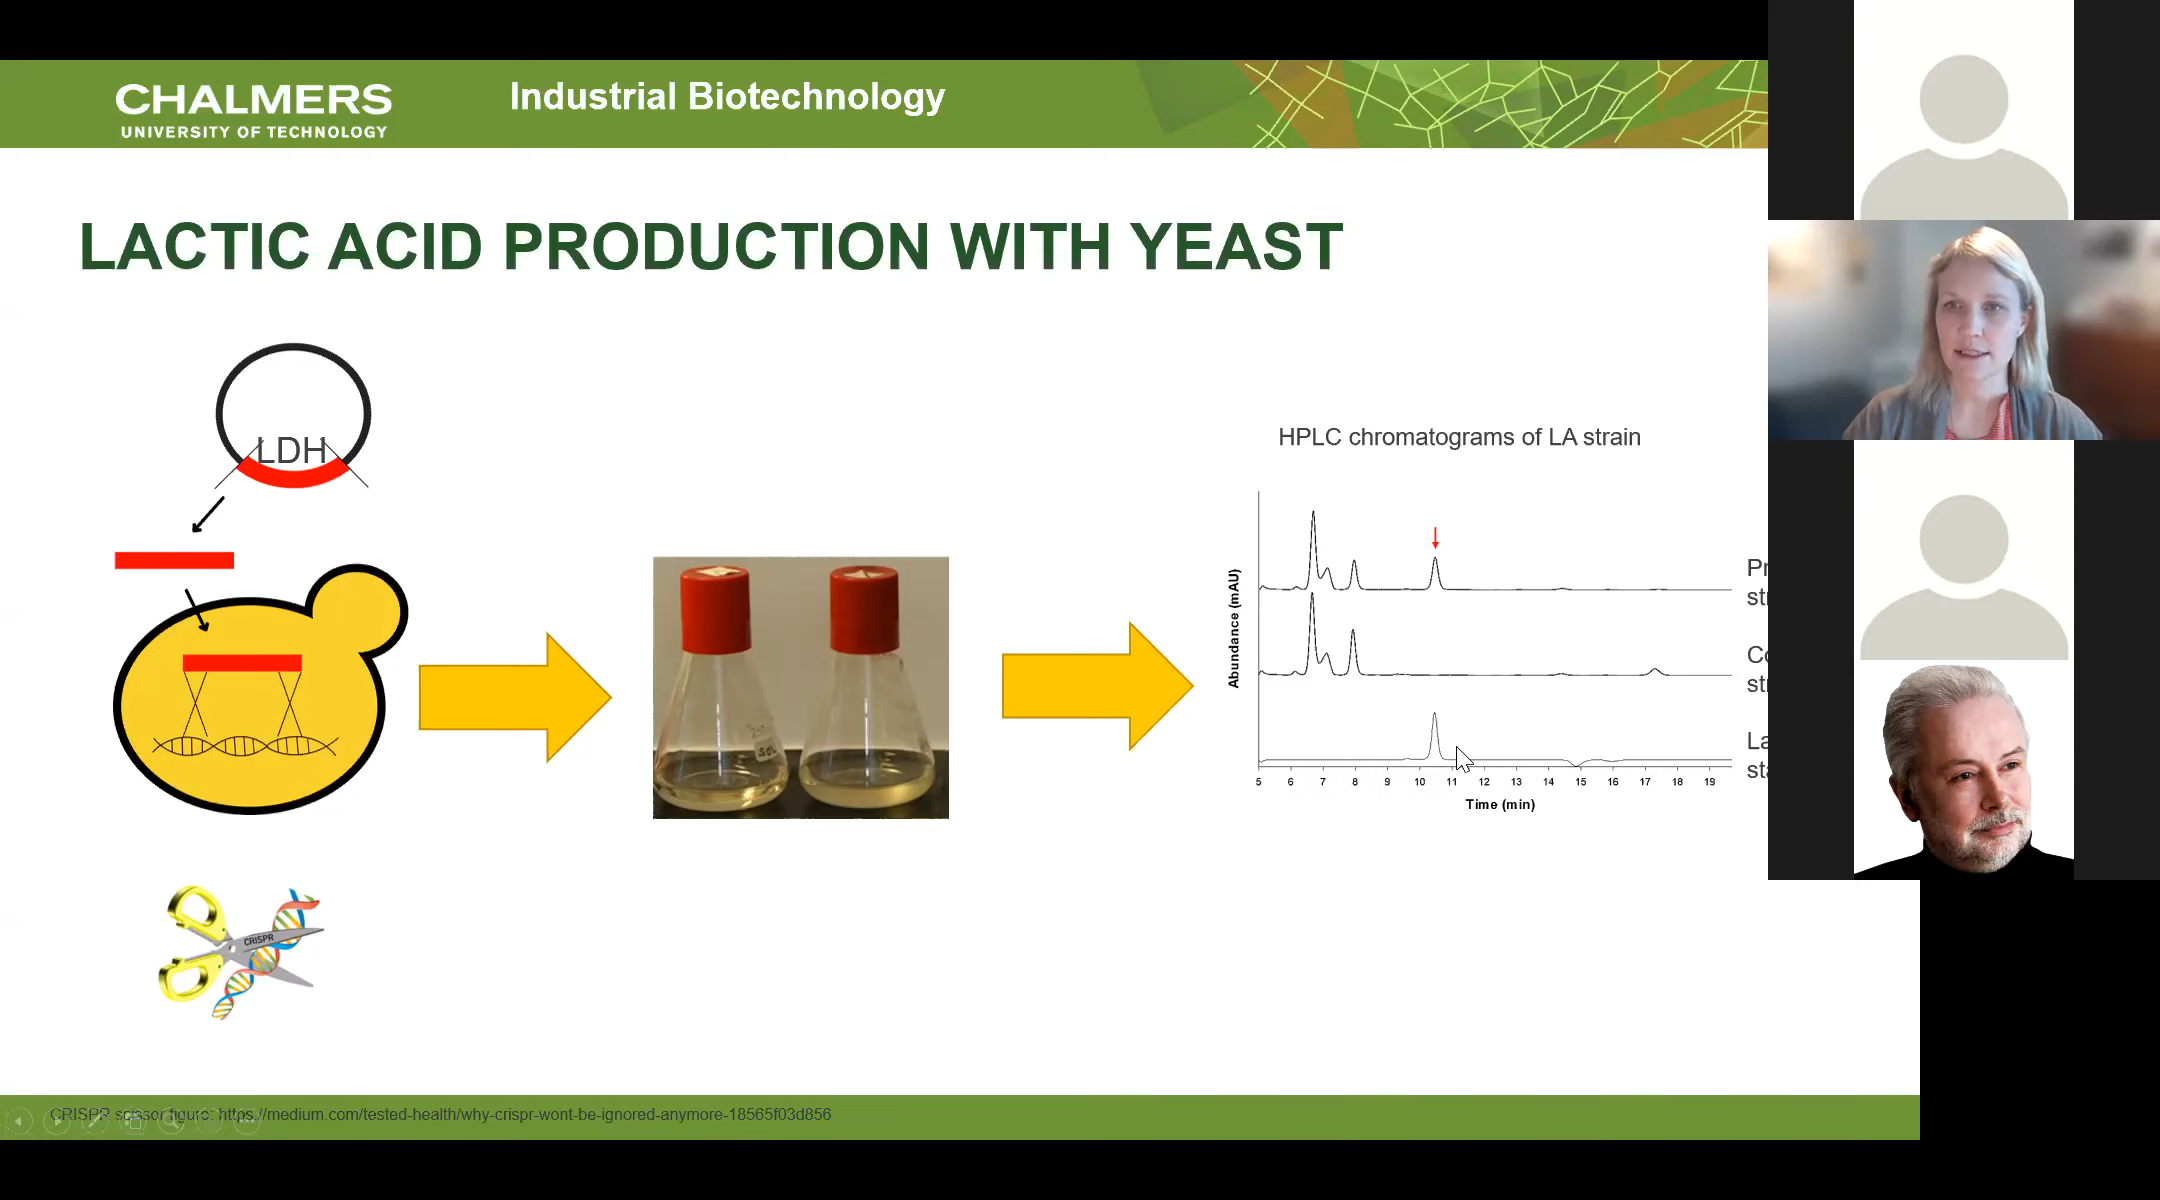 CHALMERS
UNIVERSITY OF TECHNOLOGY
Industrial Biotechnology
LACTIC ACID PRODUCTION WITH YEAST
LDH
CRISPR
HPLC chromatograms of LA strain
Abundance (mAU)
5 6 7 8 9 10 11 12 13 14 15 16 17 18 19
Time (min)
CRISPR scissor figure: https://medium.com/tested-health/why-crispr-wont-be-ignored-anymore-18565f03d856